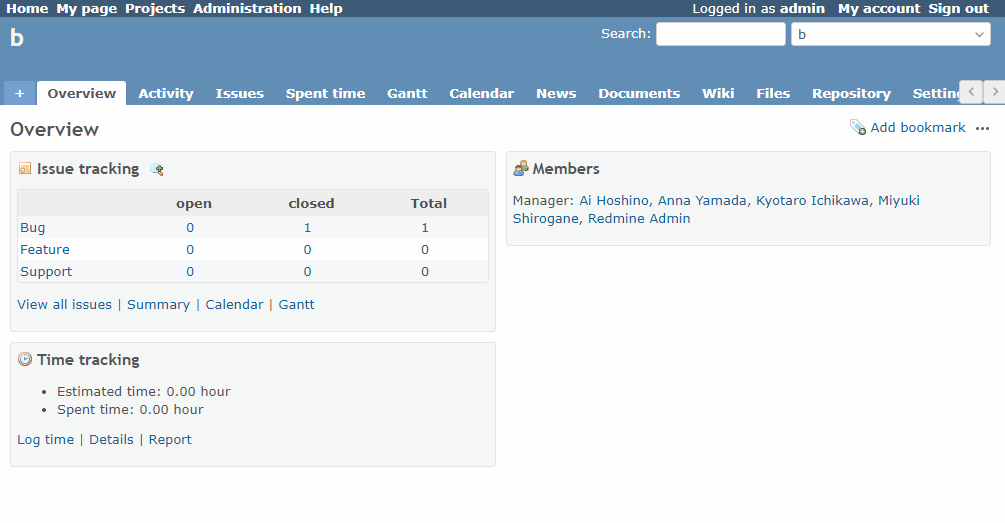 Home My page Projects Administration Help Logged in as admin My account Sign out
b
Search: b
+ Overview Activity Issues Spent time Gantt Calendar News Documents Wiki Files Repository Setting
Overview
Add bookmark ...
Issue tracking
open closed Total
Bug 0 1 1
Feature 0 0 0
Support 0 0 0
View all issues | Summary | Calendar | Gantt
Time tracking
• Estimated time: 0.00 hour
• Spent time: 0.00 hour
Log time | Details | Report
Members
Manager: Ai Hoshino, Anna Yamada, Kyotaro Ichikawa, Miyuki
Shirogane, Redmine Admin